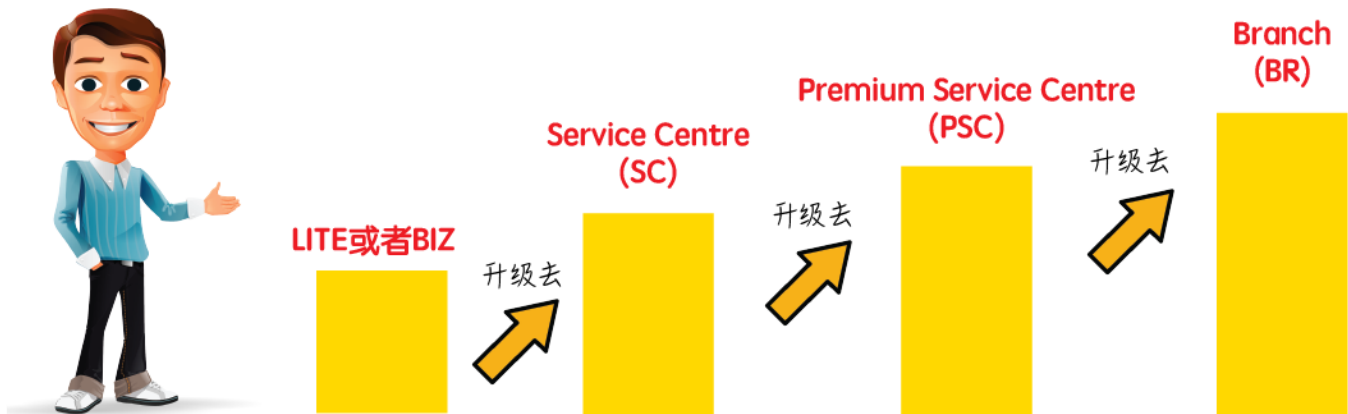 LITE或者BIZ
升级去
Service Centre
(SC)
升级去
Premium Service Centre
(PSC)
升级去
Branch
(BR)